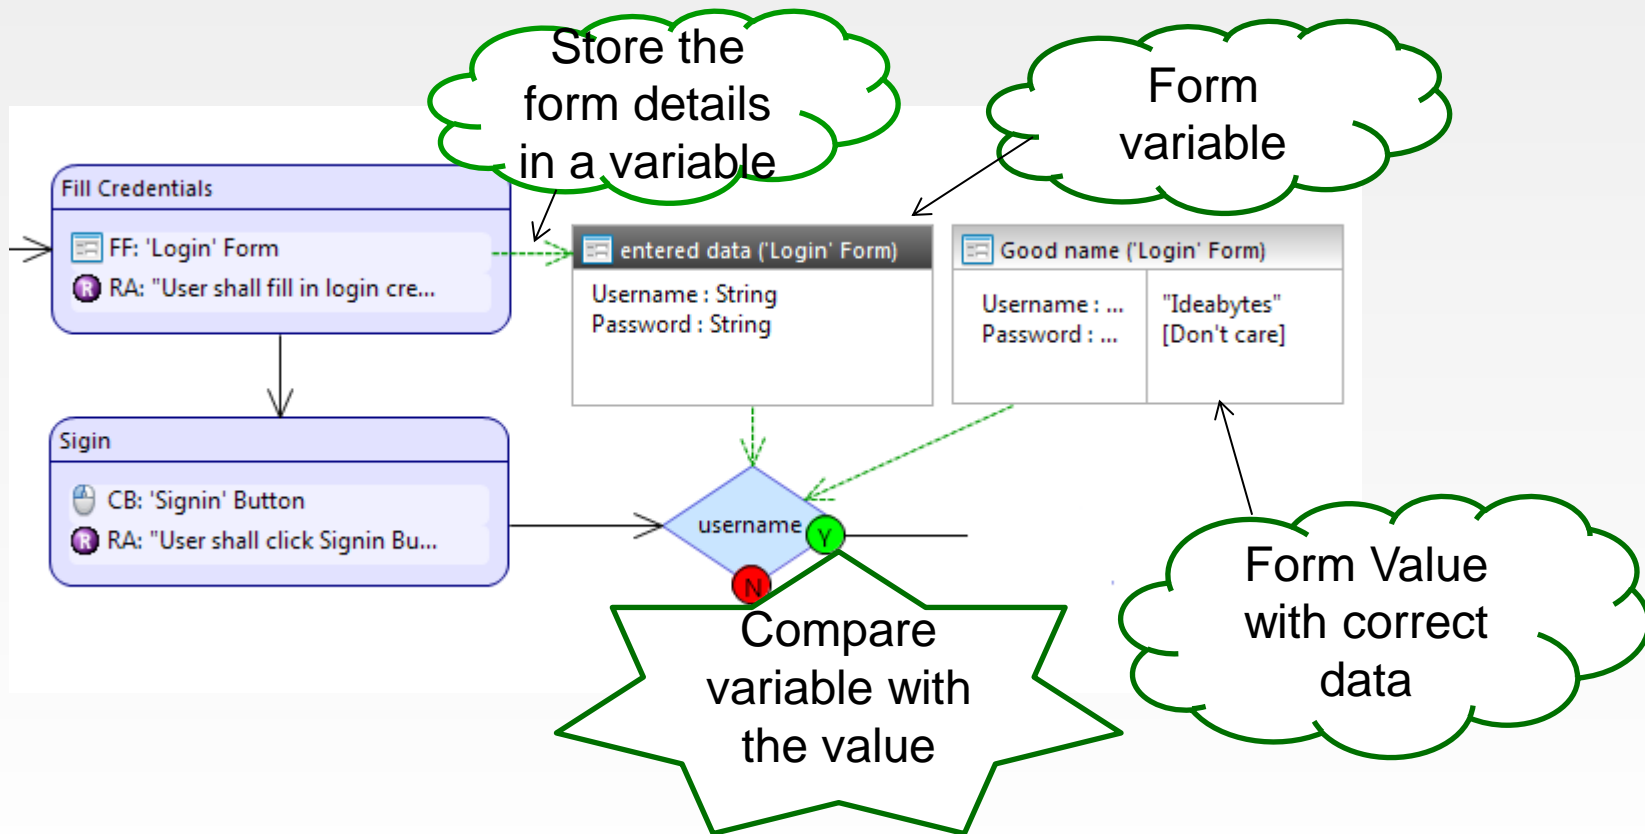 Store the
form details
in a variable
Form
variable
Fill Credentials
FF: 'Login' Form
RA: "User shall fill in login cre...
entered data ('Login' Form)
Username : String
Password : String
Good name ('Login' Form)
Username : ...
"Ideabytes"
Password : ...
[Don't care]
Sigin
CB: 'Signin' Button
RA: "User shall click Signin Bu...
username
Y
N
Compare
variable with
the value
Form Value
with correct
data